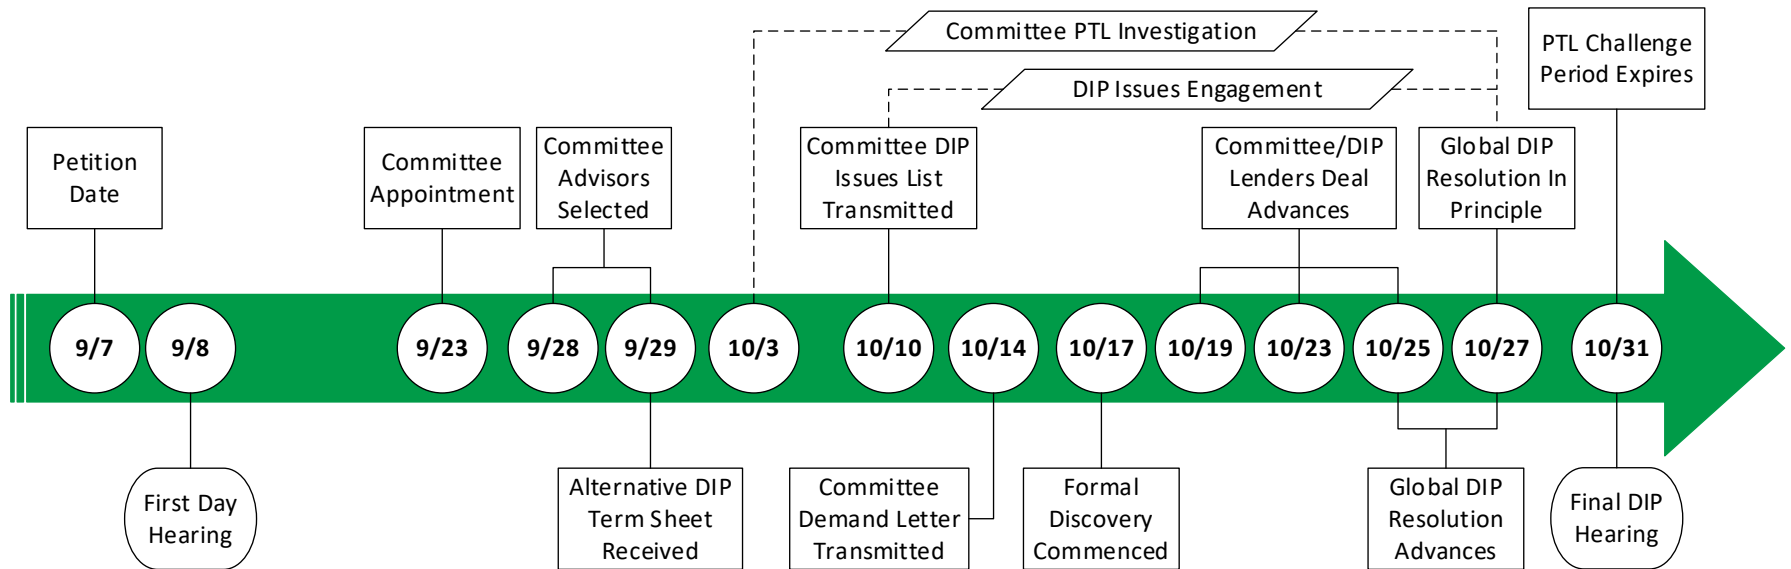 Committee PTL Investigation
PTL Challenge
Period Expires
DIP Issues Engagement
Petition
Date
Committee
Appointment
Committee
Advisors
Selected
Committee DIP
Issues List
Transmitted
Committee/DIP
Lenders Deal
Advances
Global DIP
Resolution In
Principle
9/7
9/8
9/23
9/28
9/29
10/3
10/10
10/14
10/17
10/19
10/23
10/25
10/27
10/31
First Day
Hearing
Alternative DIP
Term Sheet
Received
Committee
Demand Letter
Transmitted
Formal
Discovery
Commenced
Global DIP
Resolution
Advances
Final DIP
Hearing